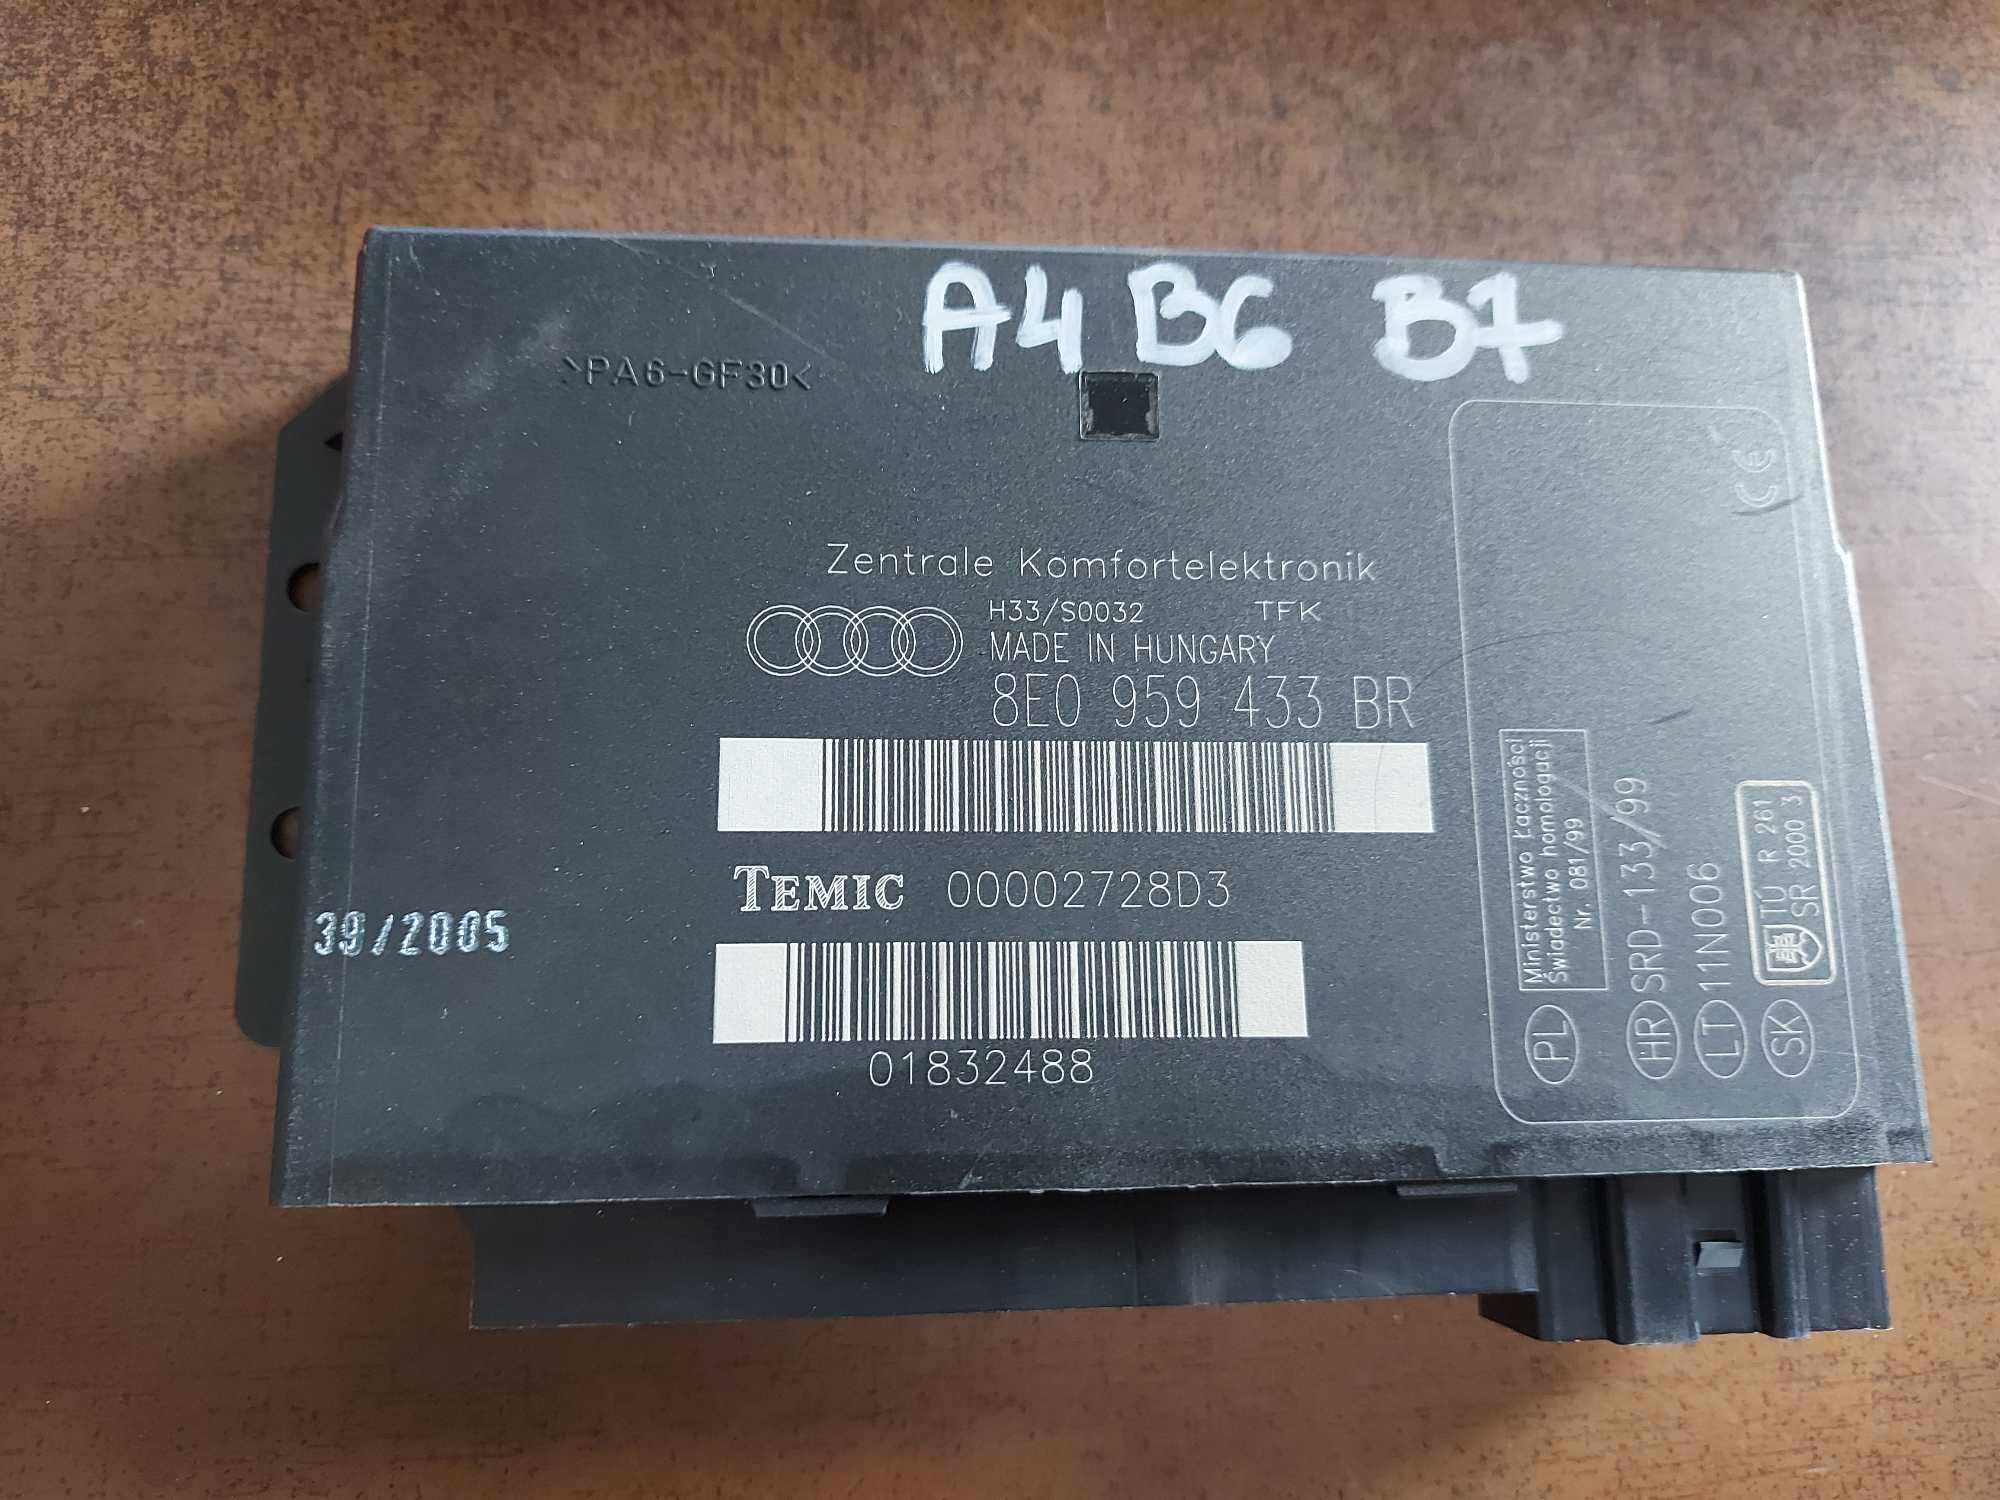 A4 B6 B7
>PA6-GF30<
Zentrale Komfortelektronik
H33/S0032 TFK
MADE IN HUNGARY
8E0 959 433 BR
TEMIC 00002728D3
39/2005
01832488
CE
PL Ministerstwo Łączności
Świadectwo homologacji
Nr. 081/99
HR SRD-133/99
LT 11N006
SK TÚ R 261
SR 2000 3